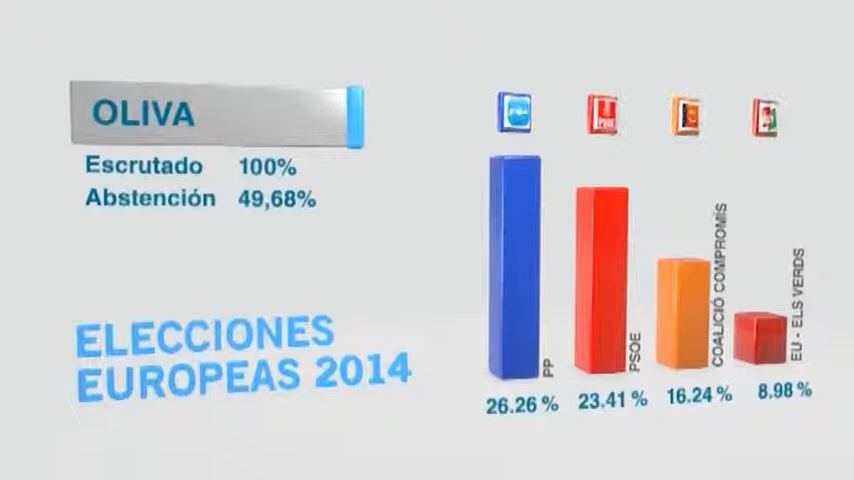 OLIVA
Escrutado 100%
Abstención 49,68%
ELECCIONES
EUROPEAS 2014
PP
PSOE
COALICIÓ COMPROMÍS
EU - ELS VERDS
26.26 % 23.41 % 16.24 % 8.98 %